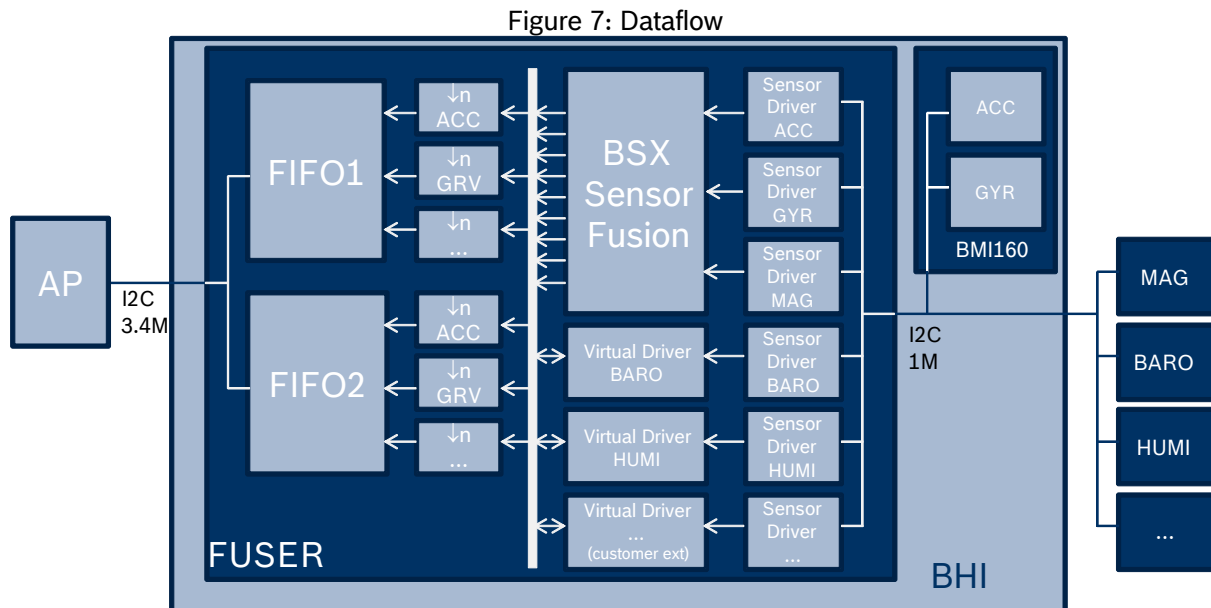 Figure 7: Dataflow
AP
I2C
3.4M
FIFO1
FIFO2
↓n
ACC
↓n
GRV
↓n
...
↓n
ACC
↓n
GRV
↓n
...
BSX
Sensor
Fusion
Virtual Driver
BARO
Virtual Driver
HUMI
Virtual Driver
...
(customer ext)
Sensor
Driver
ACC
Sensor
Driver
GYR
Sensor
Driver
MAG
Sensor
Driver
BARO
Sensor
Driver
HUMI
Sensor
Driver
...
FUSER
ACC
GYR
BMI160
I2C
1M
BHI
MAG
BARO
HUMI
...